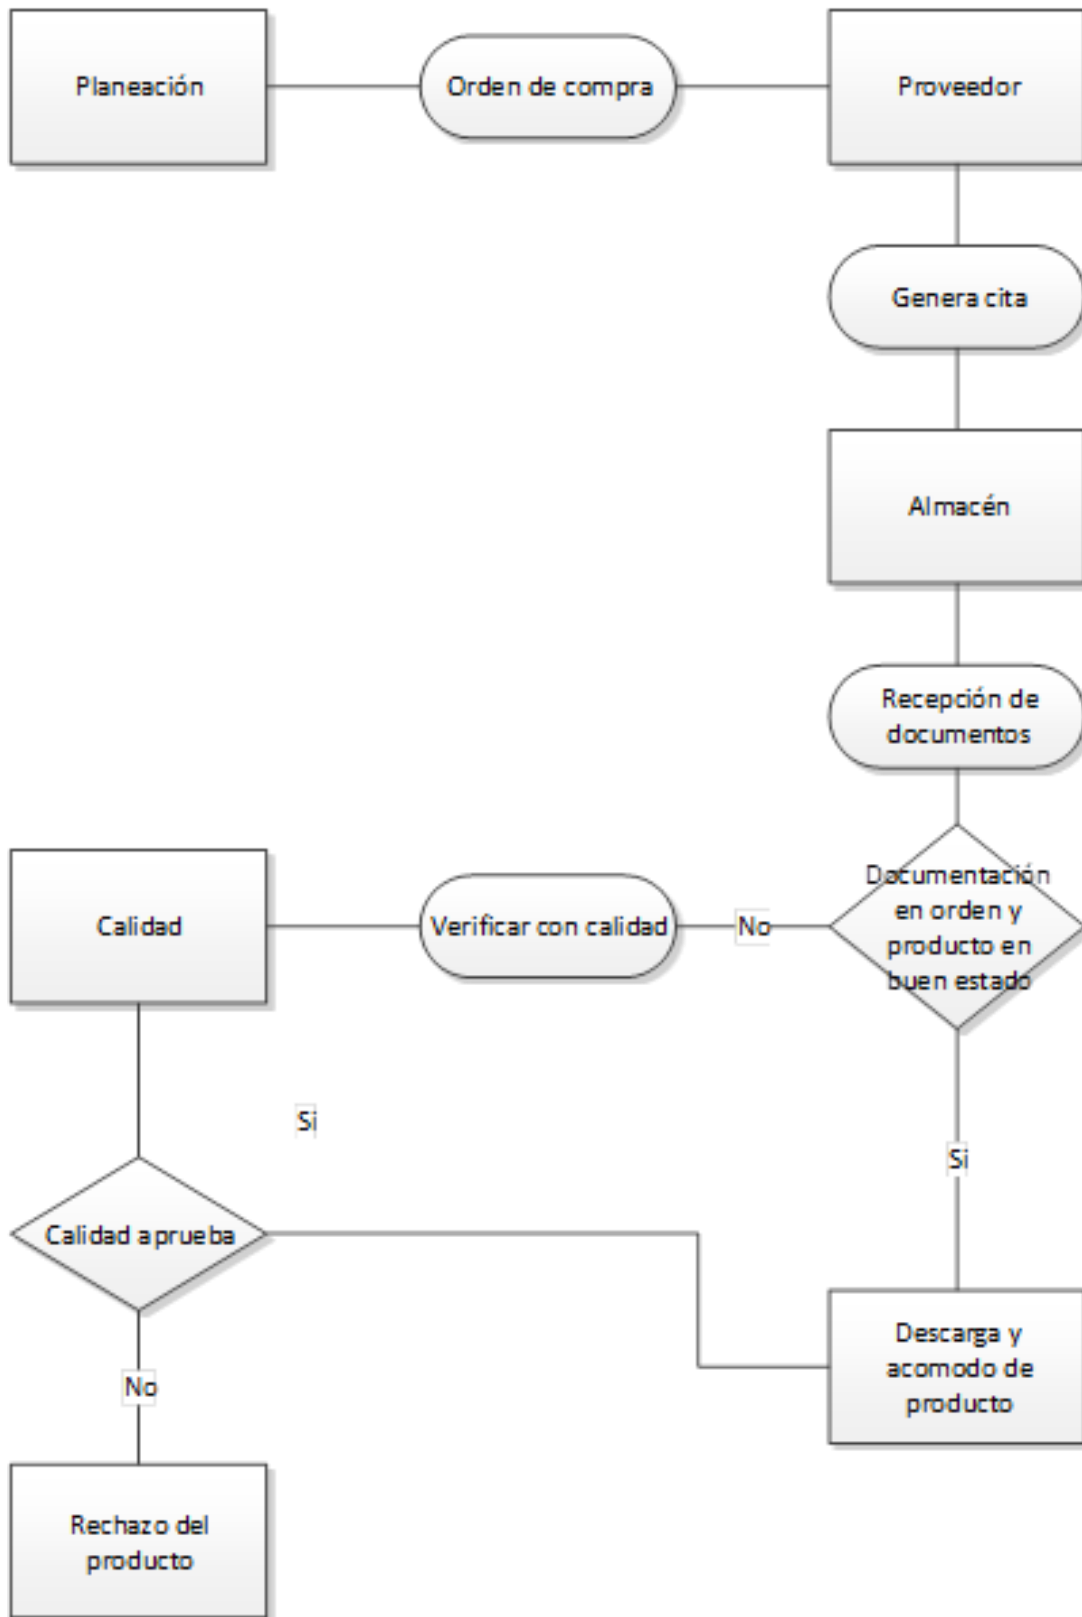 Planeación
Orden de compra
Proveedor
Genera cita
Almacén
Recepción de
documentos
Documentación
en orden y
producto en
buen estado
No
Verificar con calidad
Calidad
Si
Si
Calidad aprueba
No
Descarga y
acomodo de
producto
Rechazo del
producto